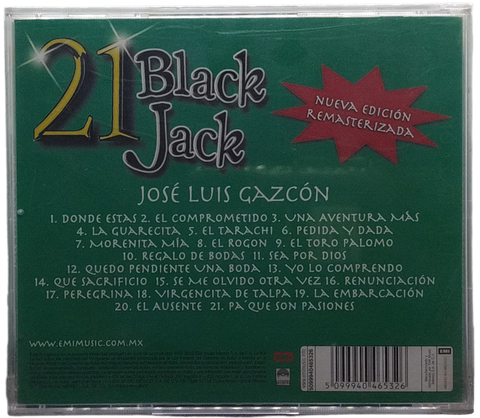 21 Black
Jack
NUEVA EDICIÓN
REMASTERIZADA
JOSÉ LUIS GAZCÓN
1. DONDE ESTAS 2. EL COMPROMETIDO 3. UNA AVENTURA MÁS
4. LA GUARECITA 5. EL TARACHI 6. PEDIDA Y DADA
7. MORENITA MÍA 8. EL ROGON 9. EL TORO PALOMO
10. REGALO DE BODAS 11. SEA POR DIOS
12. QUEDO PENDIENTE UNA BODA 13. YO LO COMPRENDO
14. QUE SACRIFICIO 15. SE ME OLVIDO OTRA VEZ 16. RENUNCIACIÓN
17. PEREGRINA 18. VIRGENCITA DE TALPA 19. LA EMBARCACIÓN
20. EL AUSENTE 21. PA'QUE SON PASIONES
WWW.EMIMUSIC.COM.MX
EMI
5099940465326
5 099940 465326